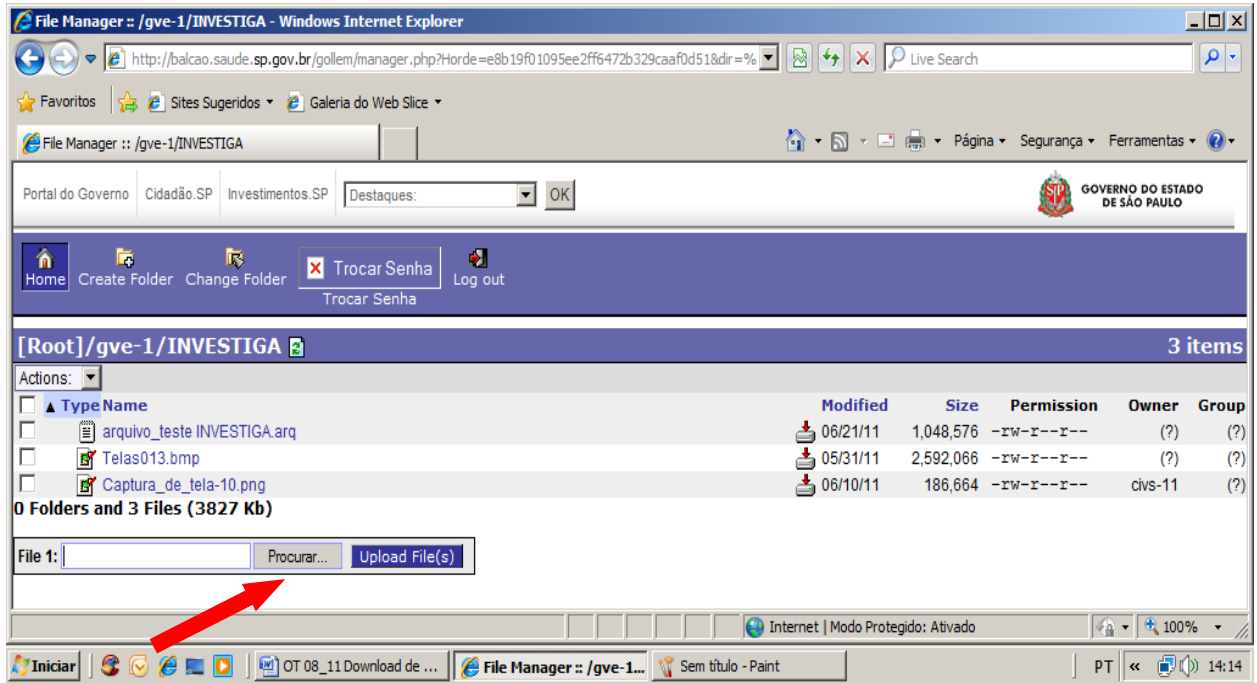 File Manager :: /gve-1/INVESTIGA - Windows Internet Explorer
http://balcao.saude.sp.gov.br/gollem/manager.php?Horde=e8b19f01095ee2ff6472b329caaf0d51&dir=% Live Search
Favoritos Sites Sugeridos Galeria do Web Slice
File Manager :: /gve-1/INVESTIGA Página Segurança Ferramentas
Portal do Governo Cidadão.SP Investimentos.SP Destaques: OK GOVERNO DO ESTADO
DE SÃO PAULO
Home Create Folder Change Folder Trocar Senha Log out
Trocar Senha
[Root]/gve-1/INVESTIGA 3 items
Actions:
Type Name Modified Size Permission Owner Group
arquivo_teste INVESTIGA.arq 06/21/11 1,048,576 -rw-r--r-- (?) (?)
Telas013.bmp 05/31/11 2,592,066 -rw-r--r-- (?) (?)
Captura_de_tela-10.png 06/10/11 186,664 -rw-r--r-- civs-11 (?)
0 Folders and 3 Files (3827 Kb)
File 1: Procurar... Upload File(s)
Internet | Modo Protegido: Ativado 100%
Iniciar OT 08_11 Download de ... File Manager :: /gve-1... Sem título - Paint PT « 14:14